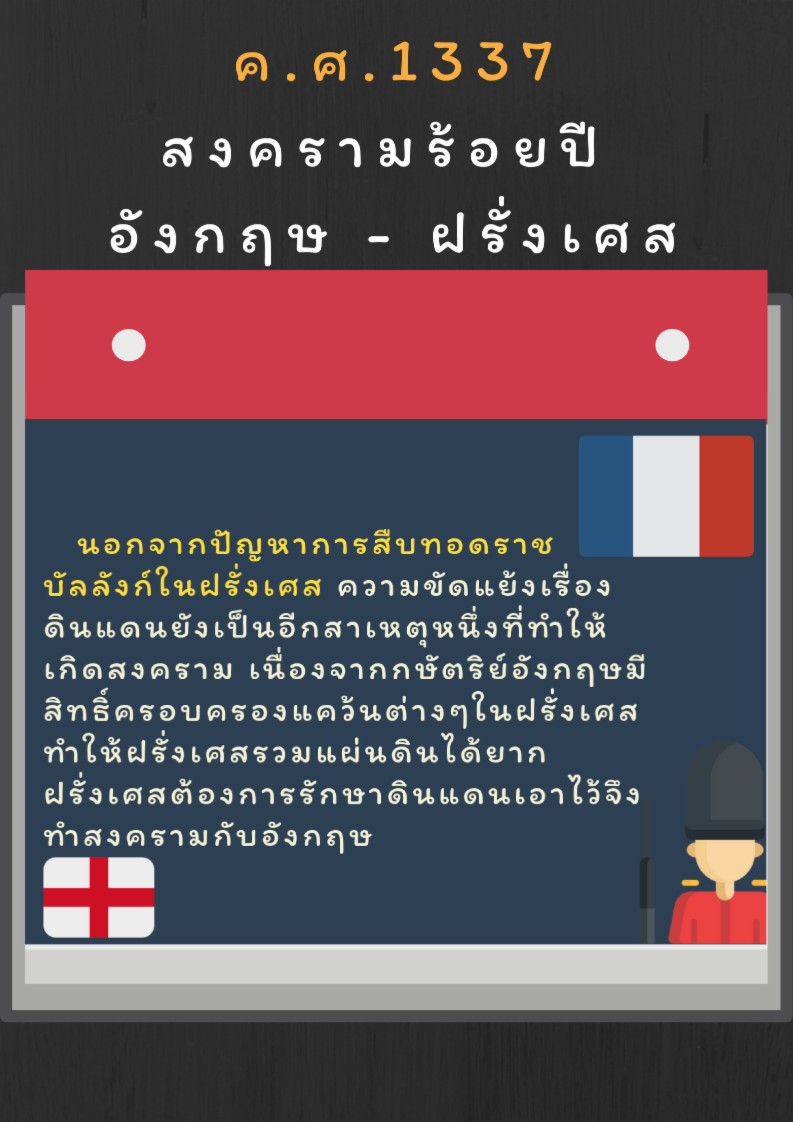 ค.ศ.1337
สงครามร้อยปี
อังกฤษ - ฝรั่งเศส
นอกจากปัญหาการสืบทอดราช
บัลลังก์ในฝรั่งเศส ความขัดแย้งเรื่อง
ดินแดนยังเป็นอีกสาเหตุหนึ่งที่ทำให้
เกิดสงคราม เนื่องจากกษัตริย์อังกฤษมี
สิทธิ์ครอบครองแคว้นต่างๆในฝรั่งเศส
ทำให้ฝรั่งเศสรวมแผ่นดินได้ยาก
ฝรั่งเศสต้องการรักษาดินแดนเอาไว้จึง
ทำสงครามกับอังกฤษ